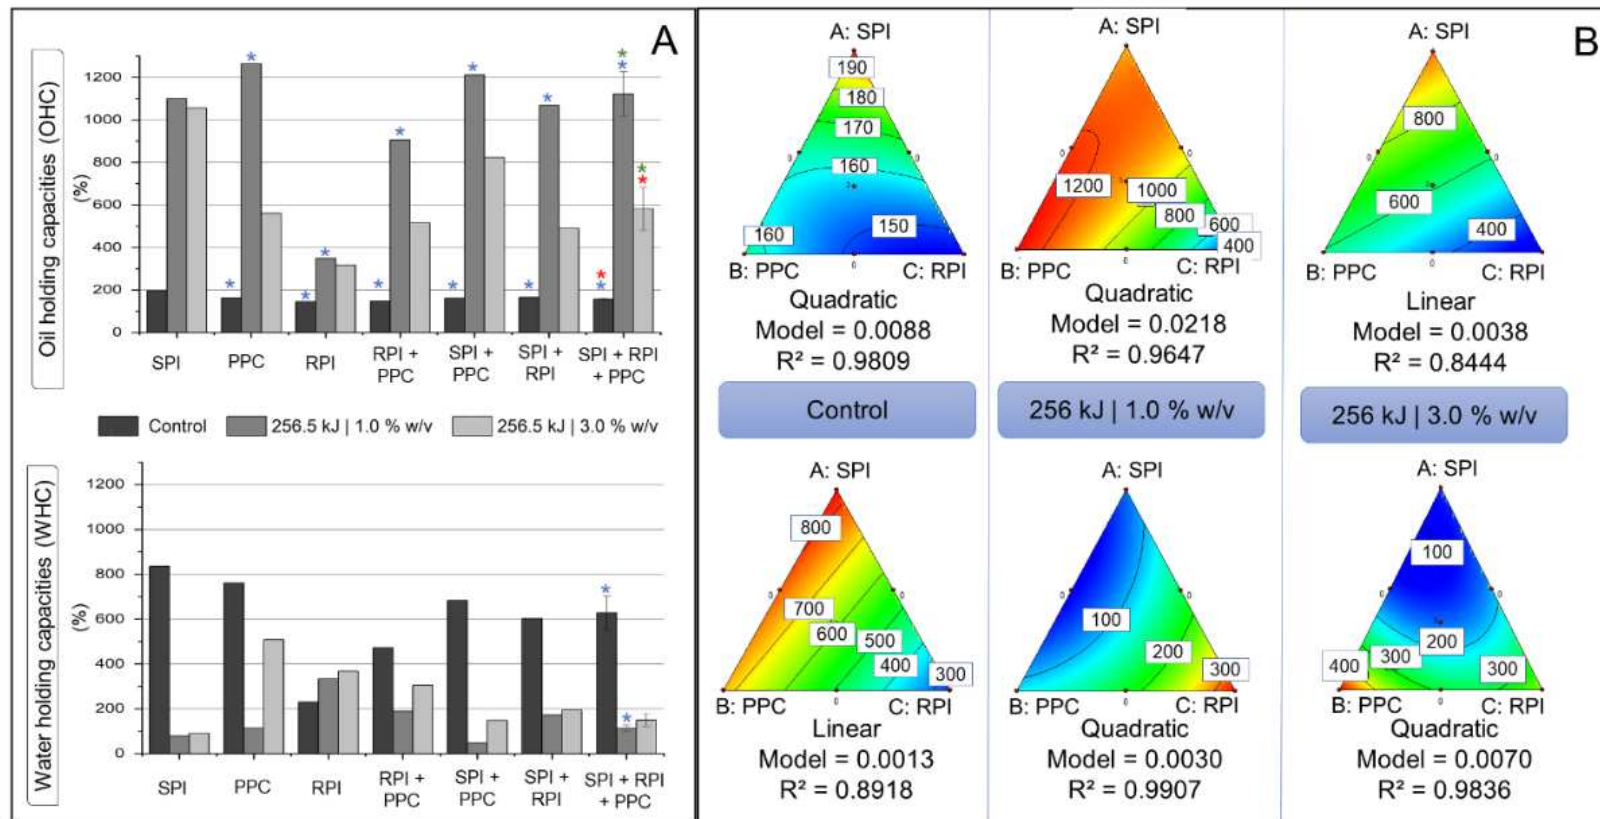 A
Oil holding capacities (OHC)
(%)
1200
1000
800
600
400
200
0
SPI
PPC
RPI
RPI +
PPC
SPI +
PPC
SPI +
RPI
SPI + RPI
+ PPC
* * * * * * * * * * * * * * *
Control
256.5 kJ | 1.0 % w/v
256.5 kJ | 3.0 % w/v
Water holding capacities (WHC)
(%)
1200
1000
800
600
400
200
0
SPI
PPC
RPI
RPI +
PPC
SPI +
PPC
SPI +
RPI
SPI + RPI
+ PPC
* *
B
A: SPI
190
180
170
160
160
150
B: PPC
C: RPI
Quadratic
Model = 0.0088
R² = 0.9809
A: SPI
1200
1000
800
600
400
B: PPC
C: RPI
Quadratic
Model = 0.0218
R² = 0.9647
A: SPI
800
600
400
B: PPC
C: RPI
Linear
Model = 0.0038
R² = 0.8444
Control
256 kJ | 1.0 % w/v
256 kJ | 3.0 % w/v
A: SPI
800
700
600
500
400
300
B: PPC
C: RPI
Linear
Model = 0.0013
R² = 0.8918
A: SPI
100
200
300
B: PPC
C: RPI
Quadratic
Model = 0.0030
R² = 0.9907
A: SPI
100
200
300
400
300
B: PPC
C: RPI
Quadratic
Model = 0.0070
R² = 0.9836